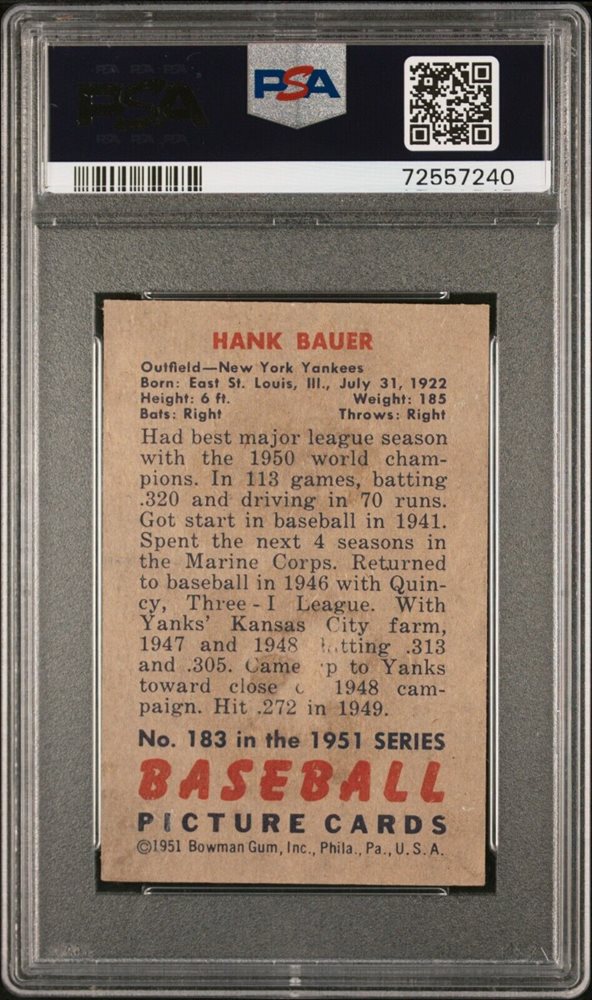 PSA
PSA
72557240
HANK BAUER
Outfield—New York Yankees
Born: East St. Louis, Ill., July 31, 1922
Height: 6 ft. Weight: 185
Bats: Right Throws: Right
Had best major league season
with the 1950 world cham-
pions. In 113 games, batting
.320 and driving in 70 runs.
Got start in baseball in 1941.
Spent the next 4 seasons in
the Marine Corps. Returned
to baseball in 1946 with Quin-
cy, Three-I League. With
Yanks' Kansas City farm,
1947 and 1948 .313
and .305. Came to Yanks
toward close 1948 cam-
paign. Hit .272 in 1949.
No. 183 in the 1951 SERIES
BASEBALL
PICTURE CARDS
©1951 Bowman Gum, Inc., Phila., Pa., U.S.A.